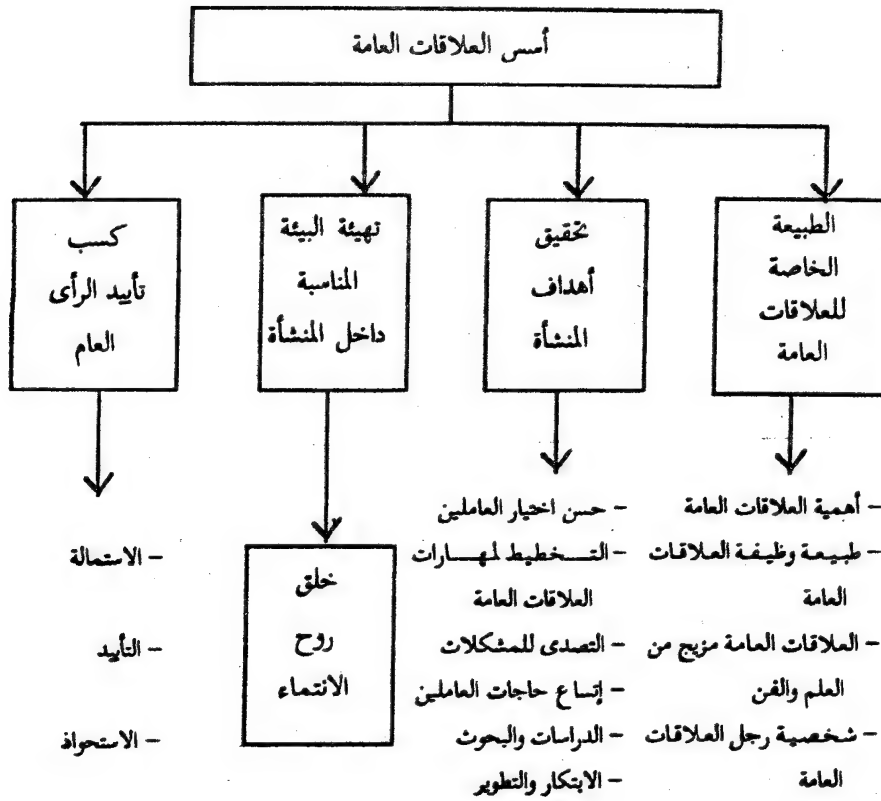 أسس العلاقات العامة
الطبيعة
الخاصة
للعلاقات
العامة
تحقيق
أهداف
المنشأة
تهيئة البيئة
المناسبة
داخل المنشأة
كسب
تأييد الرأى
العام
– أهمية العلاقات العامة
– طبيعة وظيفة العلاقات
العامة
– العلاقات العامة مزيج من
العلم والفن
– شخصية رجل العلاقات
العامة
– حسن اختيار العاملين
– التخطيط لمهارات
العلاقات العامة
– التصدى للمشكلات
– إتساع حاجات العاملين
– الدراسات والبحوث
– الابتكار والتطوير
خلق
روح
الانتماء
– الاستمالة
– التأييد
– الاستحواذ